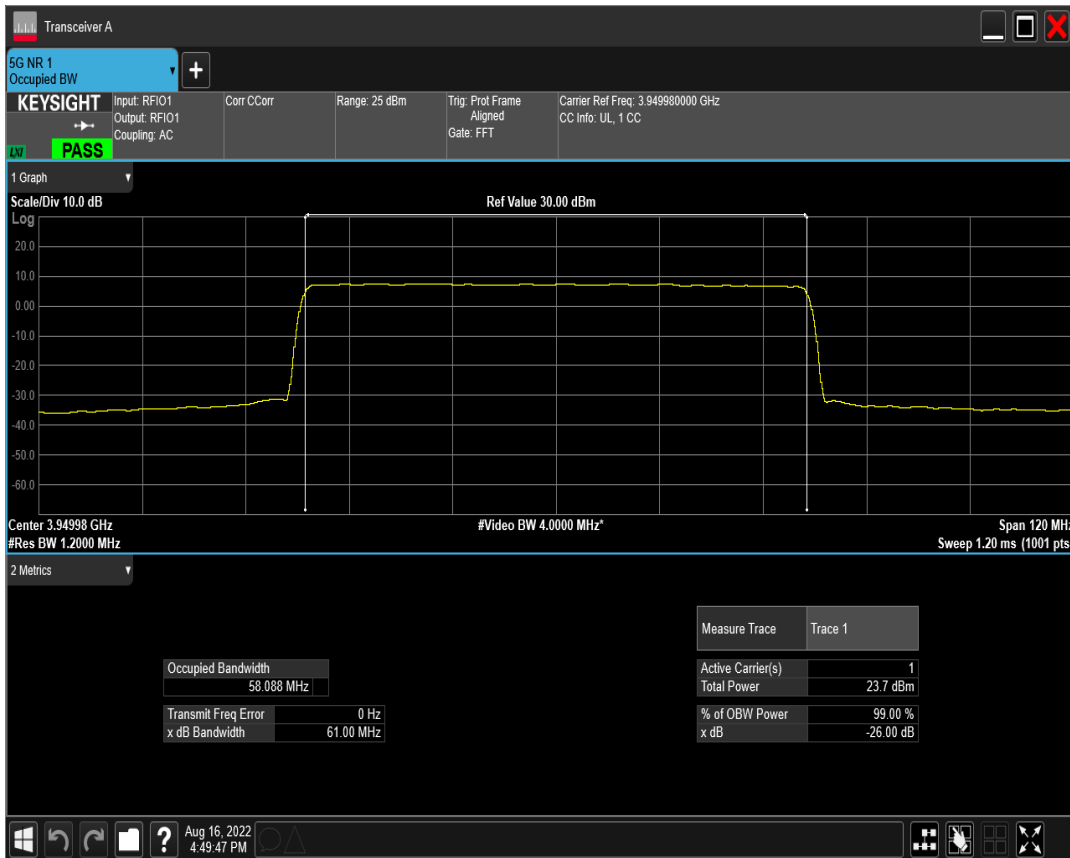 Transceiver A
5G NR 1
Occupied BW
KEYSIGHT
LXI
PASS
Input: RFIO1
Output: RFIO1
Coupling: AC
Corr CCorr
Range: 25 dBm
Trig: Prot Frame
Aligned
Gate: FFT
Carrier Ref Freq: 3.949980000 GHz
CC Info: UL, 1 CC
1 Graph
Scale/Div 10.0 dB
Ref Value 30.00 dBm
Log
20.0
10.0
0.00
-10.0
-20.0
-30.0
-40.0
-50.0
-60.0
Center 3.94998 GHz
#Video BW 4.0000 MHz*
Span 120 MHz
#Res BW 1.2000 MHz
Sweep 1.20 ms (1001 pts
2 Metrics
Measure Trace Trace 1
Occupied Bandwidth
58.088 MHz
Active Carrier(s) 1
Total Power 23.7 dBm
Transmit Freq Error 0 Hz
x dB Bandwidth 61.00 MHz
% of OBW Power 99.00 %
x dB -26.00 dB
?
Aug 16, 2022
4:49:47 PM